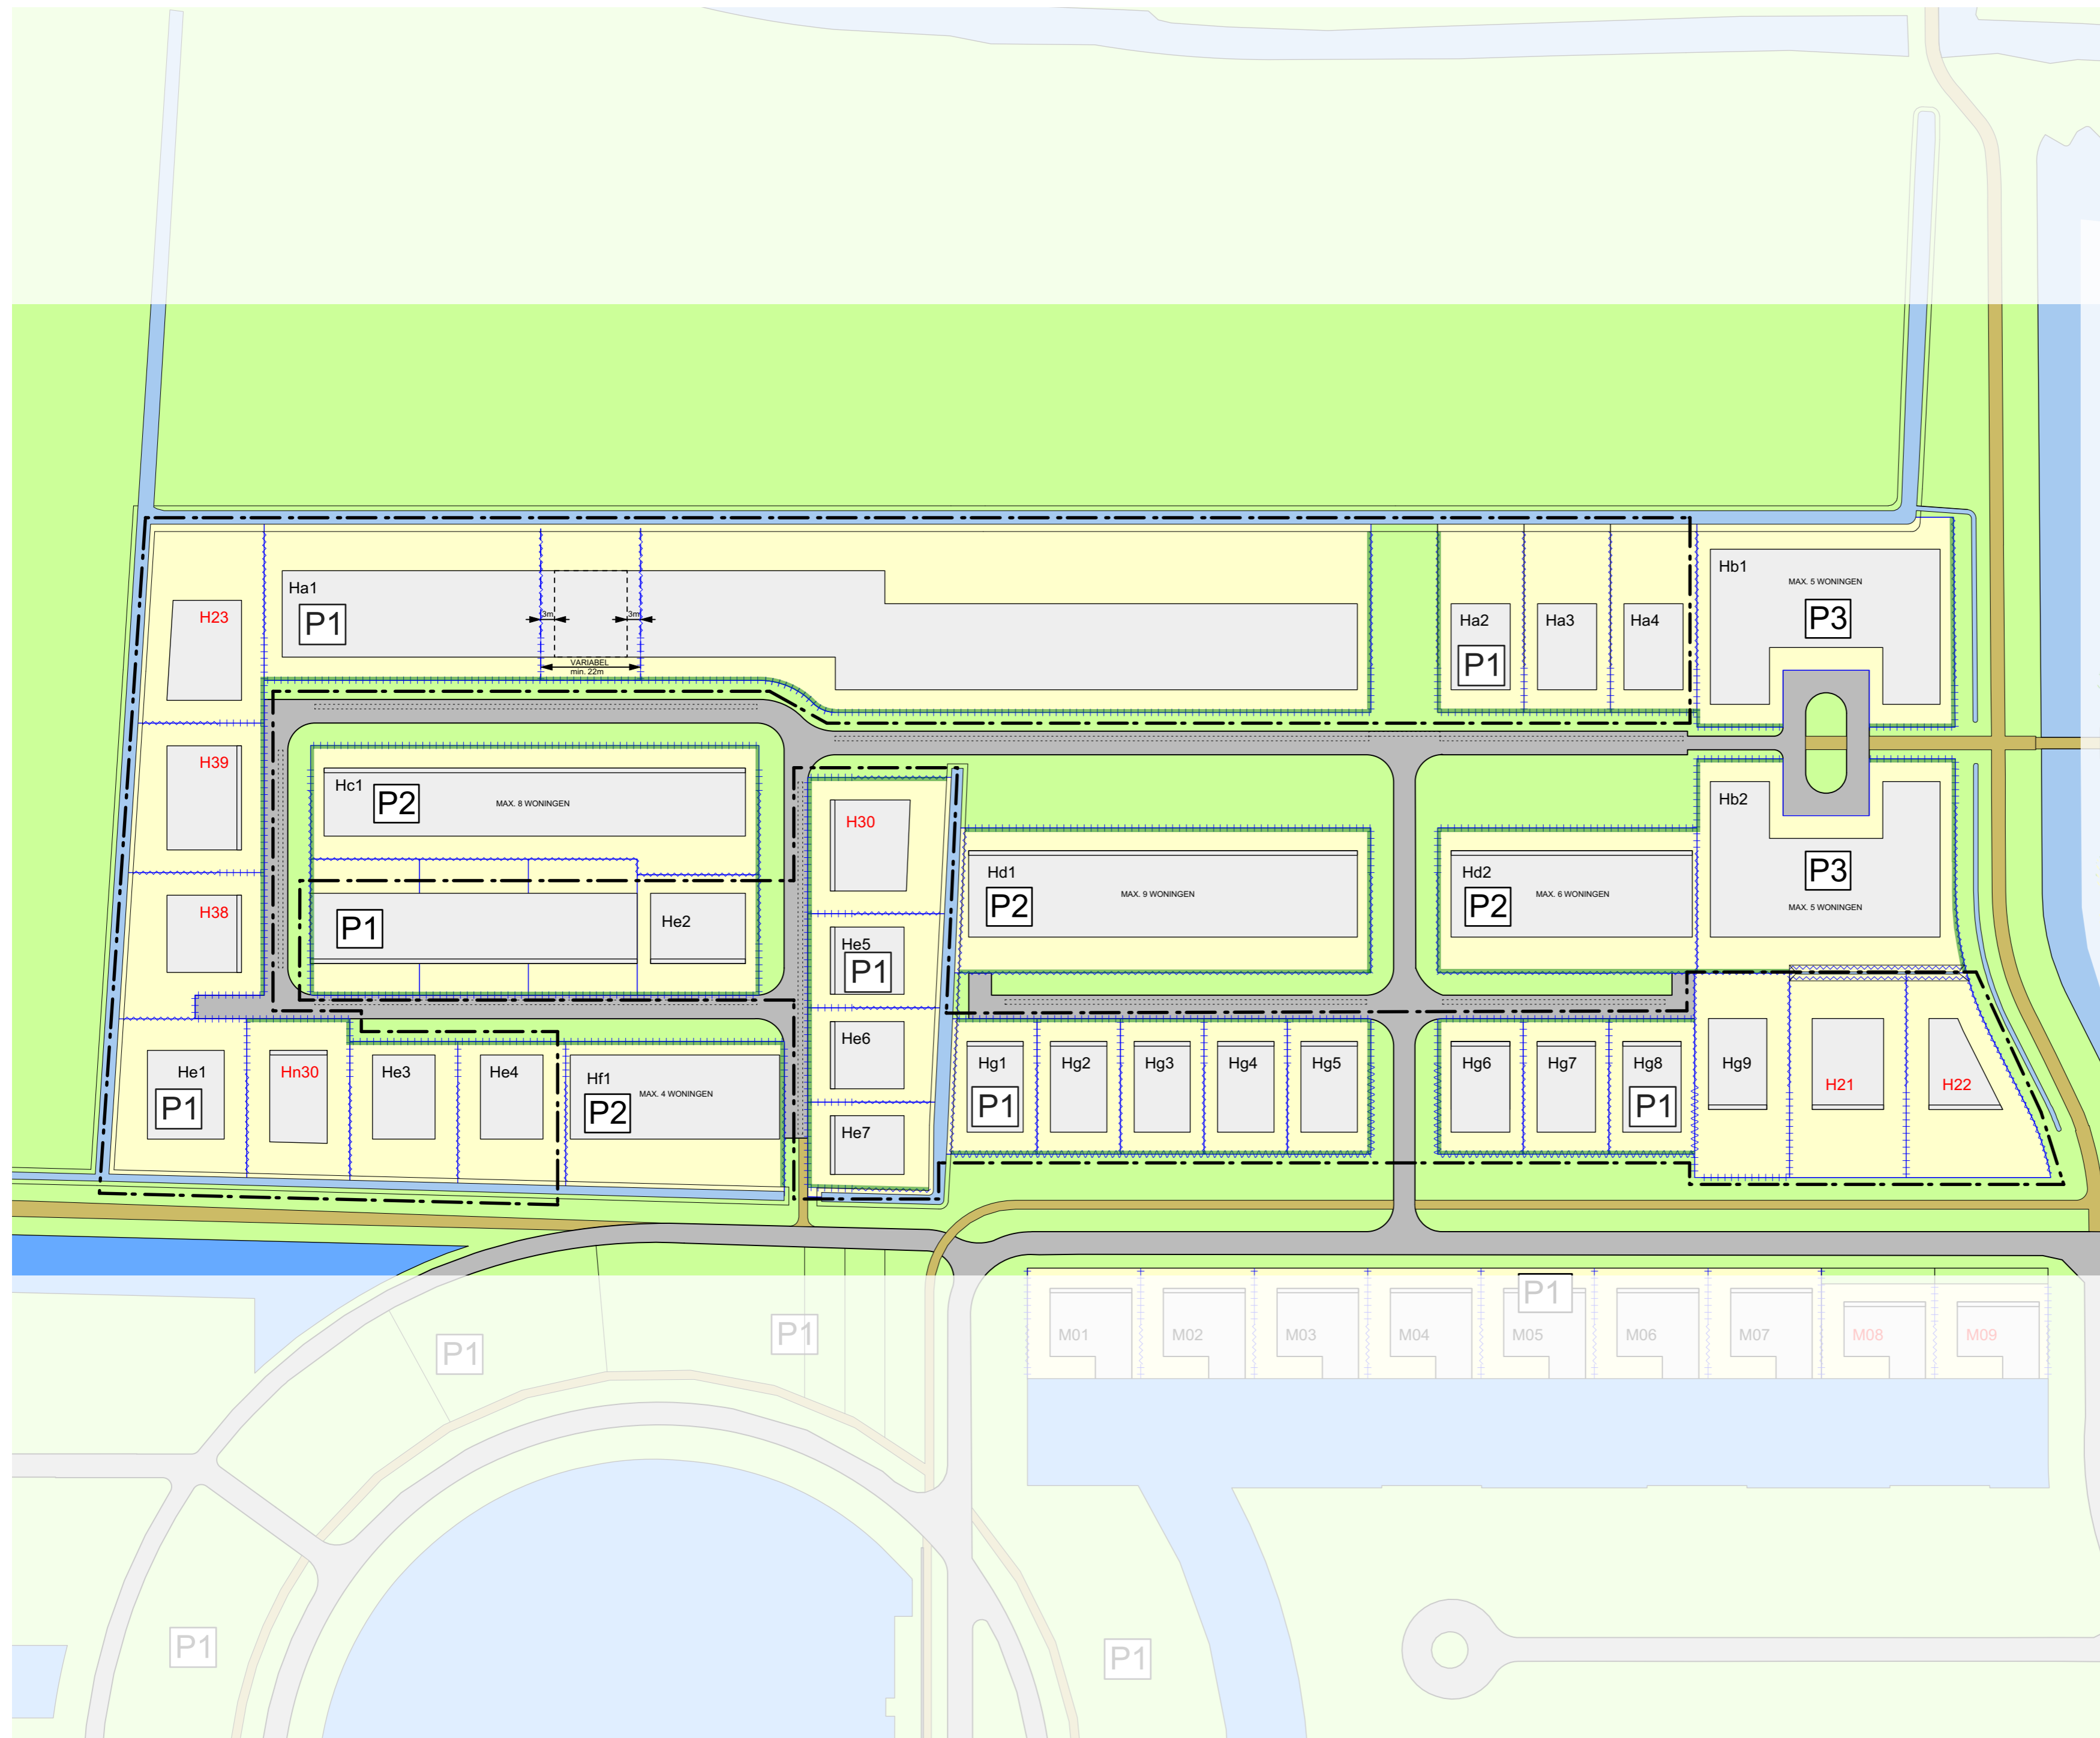 Ha1
P1
3m
3m
VARIABEL
min. 22m
H23
Ha2
P1
Ha3
Ha4
Hb1
MAX. 5 WONINGEN
P3
H39
Hc1
P2
MAX. 8 WONINGEN
H30
Hb2
P3
MAX. 5 WONINGEN
H38
P1
He2
He5
P1
Hd1
P2
MAX. 9 WONINGEN
Hd2
P2
MAX. 6 WONINGEN
He6
He1
P1
Hn30
He3
He4
Hf1
P2
MAX. 4 WONINGEN
He7
Hg1
P1
Hg2
Hg3
Hg4
Hg5
Hg6
Hg7
Hg8
P1
Hg9
H21
H22
P1
P1
P1
M01
M02
M03
M04
M05
M06
M07
M08
M09
P1
P1